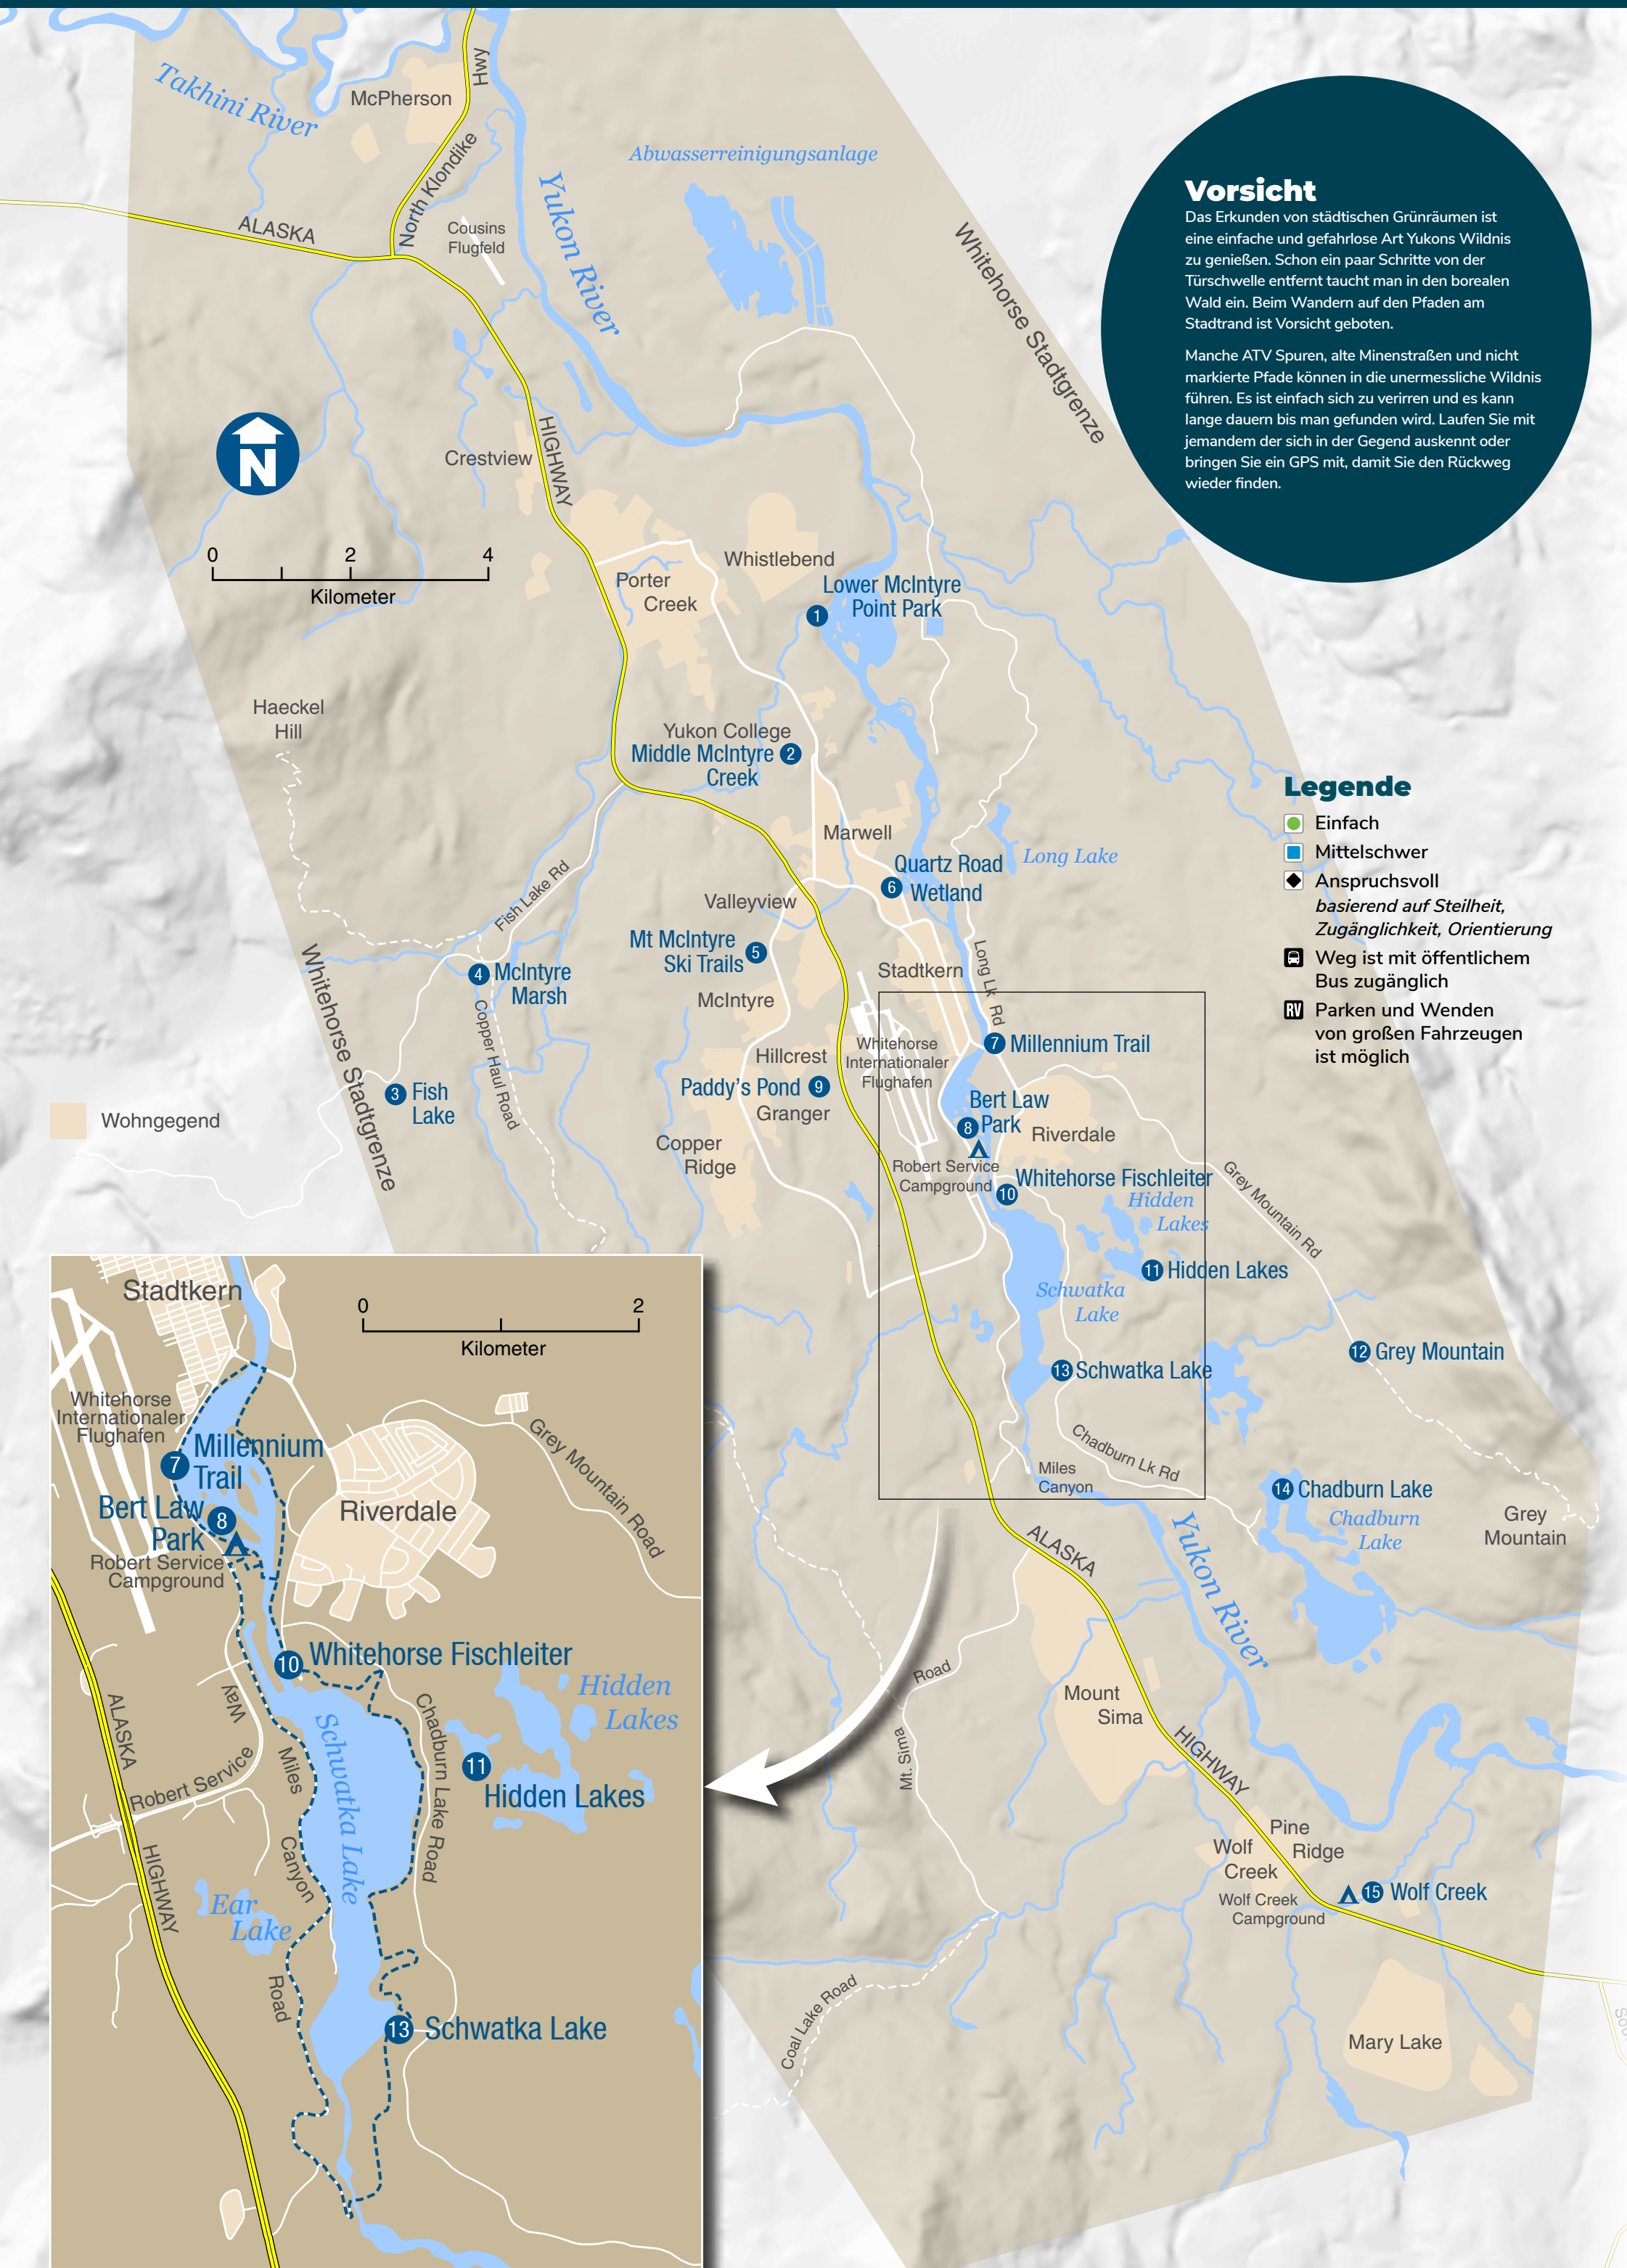 Takhini River
McPherson
Hwy
North Klondike
ALASKA
Cousins
Flugfeld
Yukon River
Abwasserreinigungsanlage
Whitehorse Stadtgrenze
Vorsicht
Das Erkunden von städtischen Grünräumen ist
eine einfache und gefahrlose Art Yukons Wildnis
zu genießen. Schon ein paar Schritte von der
Türschwelle entfernt taucht man in den borealen
Wald ein. Beim Wandern auf den Pfaden am
Stadtrand ist Vorsicht geboten.
Manche ATV Spuren, alte Minenstraßen und nicht
markierte Pfade können in die unermessliche Wildnis
führen. Es ist einfach sich zu verirren und es kann
lange dauern bis man gefunden wird. Laufen Sie mit
jemandem der sich in der Gegend auskennt oder
bringen Sie ein GPS mit, damit Sie den Rückweg
wieder finden.
N
Crestview
HIGHWAY
0 2 4
Kilometer
Whistlebend
Porter
Creek
Lower McIntyre
1 Point Park
Haeckel
Hill
Yukon College
Middle McIntyre 2
Creek
Marwell
Long Lake
Quartz Road
6 Wetland
Fish Lake Rd
Valleyview
Mt McIntyre 5
Ski Trails
4 McIntyre
Marsh
McIntyre
Stadtkern
Long Lk Rd
Legende
Einfach
Mittelschwer
Anspruchsvoll
basierend auf Steilheit,
Zugänglichkeit, Orientierung
Weg ist mit öffentlichem
Bus zugänglich
RV Parken und Wenden
von großen Fahrzeugen
ist möglich
Whitehorse Stadtgrenze
Copper Haul Road
3 Fish
Lake
Wohngegend
Hillcrest
Paddy's Pond 9
Granger
Copper
Ridge
Whitehorse
Internationaler
Flughafen
7 Millennium Trail
Bert Law
8 Park
Riverdale
Robert Service
Campground
Whitehorse Fischleiter
10
Hidden
Lakes
Grey Mountain Rd
11 Hidden Lakes
Schwatka
Lake
12 Grey Mountain
13 Schwatka Lake
Chadburn Lk Rd
Miles
Canyon
14 Chadburn Lake
Chadburn
Lake
Grey
Mountain
ALASKA
Yukon River
Road
Mt. Sima
Mount
Sima
HIGHWAY
Pine
Ridge
Wolf
Creek
15 Wolf Creek
Wolf Creek
Campground
Coal Lake Road
Mary Lake
Stadtkern
0 2
Kilometer
Whitehorse
Internationaler
Flughafen
7 Millennium
Trail
Bert Law
Park 8
Robert Service
Campground
Riverdale
Grey Mountain Road
10 Whitehorse Fischleiter
Hidden
Lakes
Way
ALASKA
Robert Service
Miles
Canyon
Road
Schwatka Lake
Chadburn Lake Road
11
Hidden Lakes
HIGHWAY
Ear
Lake
13 Schwatka Lake